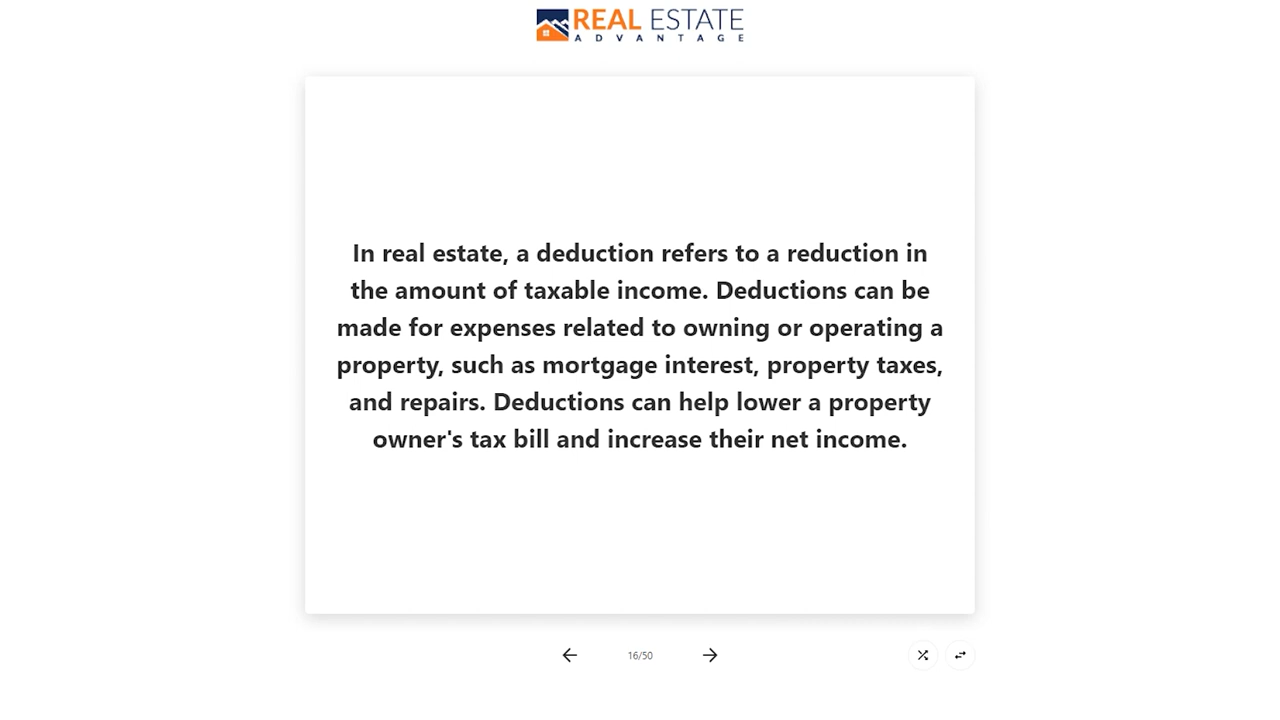 REAL ESTATE
ADVANTAGE
In real estate, a deduction refers to a reduction in
the amount of taxable income. Deductions can be
made for expenses related to owning or operating a
property, such as mortgage interest, property taxes,
and repairs. Deductions can help lower a property
owner's tax bill and increase their net income.
16/50